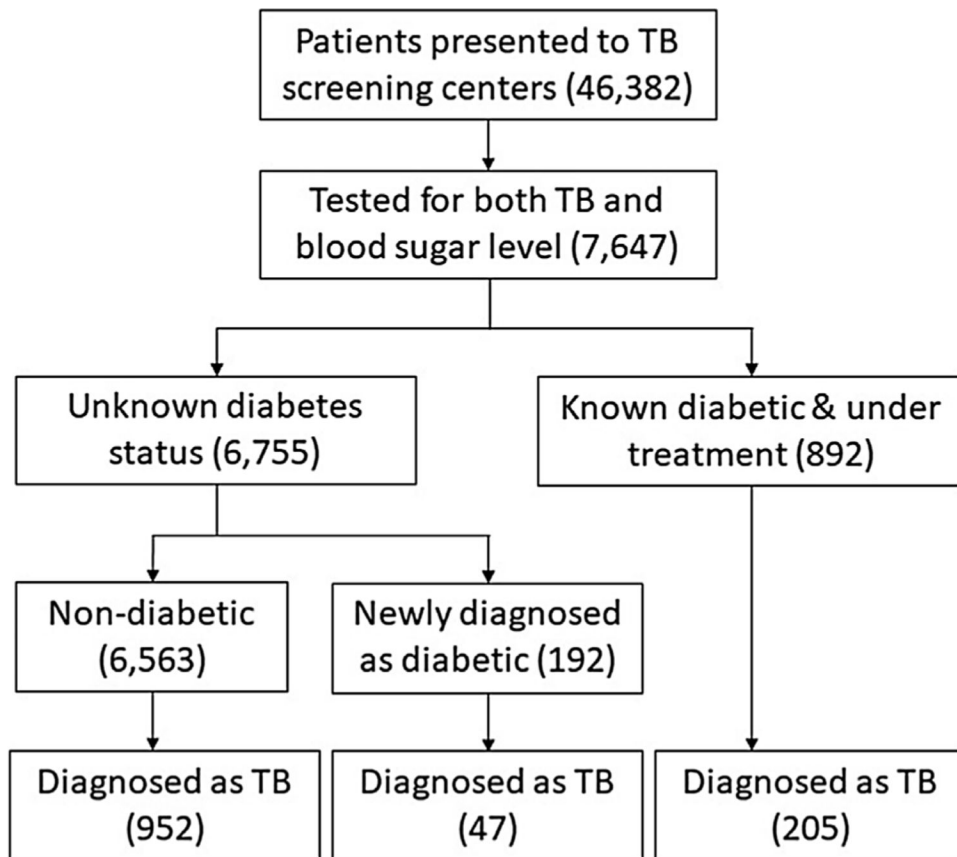 Patients presented to TB
screening centers (46,382)
Tested for both TB and
blood sugar level (7,647)
Unknown diabetes
status (6,755)
Known diabetic & under
treatment (892)
Non-diabetic
(6,563)
Newly diagnosed
as diabetic (192)
Diagnosed as TB
(952)
Diagnosed as TB
(47)
Diagnosed as TB
(205)